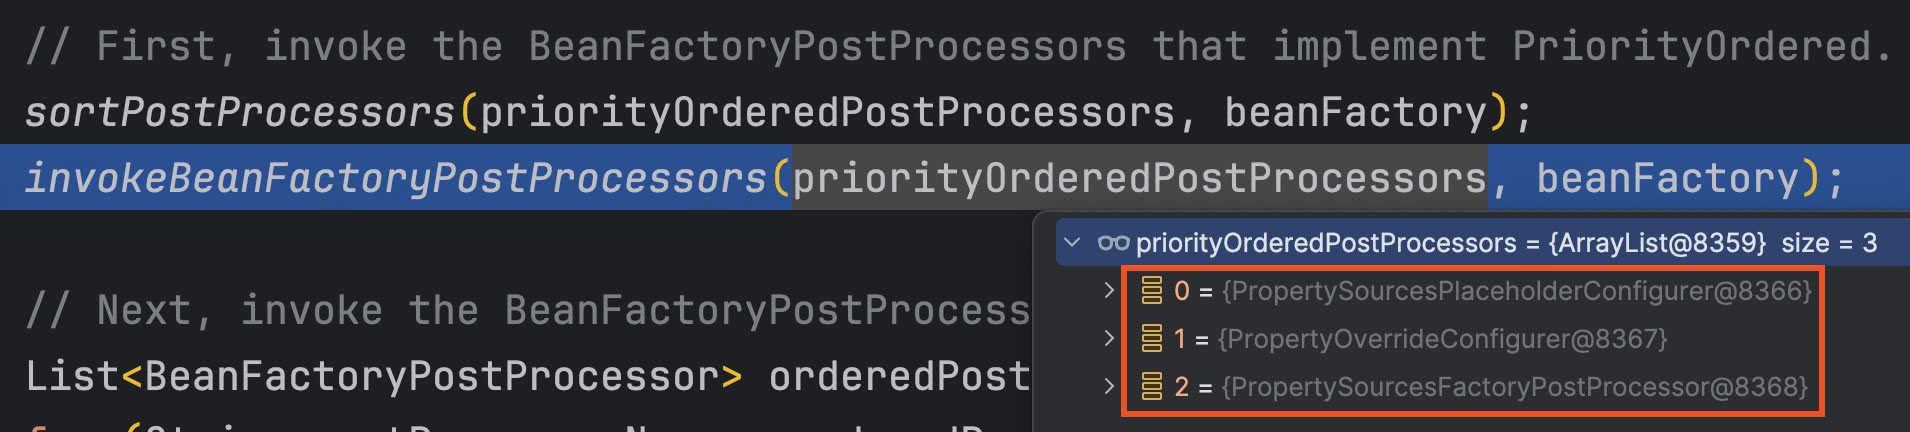 // First, invoke the BeanFactoryPostProcessors that implement PriorityOrdered.
sortPostProcessors(priorityOrderedPostProcessors, beanFactory);
invokeBeanFactoryPostProcessors(priorityOrderedPostProcessors, beanFactory);
priorityOrderedPostProcessors = {ArrayList@8359} size = 3
0 = {PropertySourcesPlaceholderConfigurer@8366}
// Next, invoke the BeanFactoryPostProcess
1 = {PropertyOverrideConfigurer@8367}
List<BeanFactoryPostProcessor> orderedPost
2 = {PropertySourcesFactoryPostProcessor@8368}